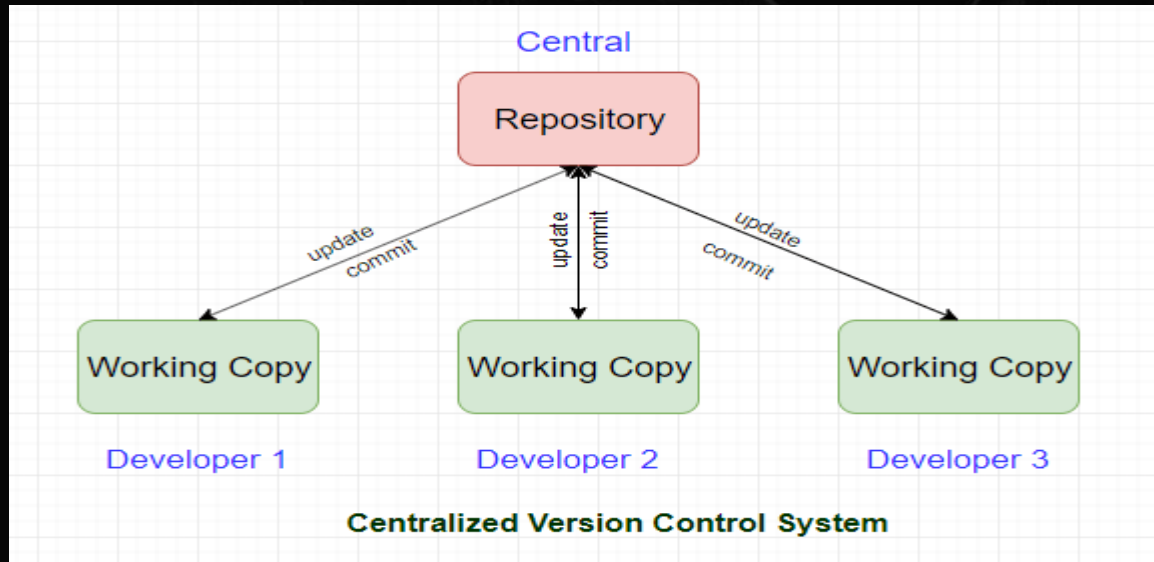 Central
Repository
update
commit
update
commit
update
commit
Working Copy
Working Copy
Working Copy
Developer 1
Developer 2
Developer 3
Centralized Version Control System